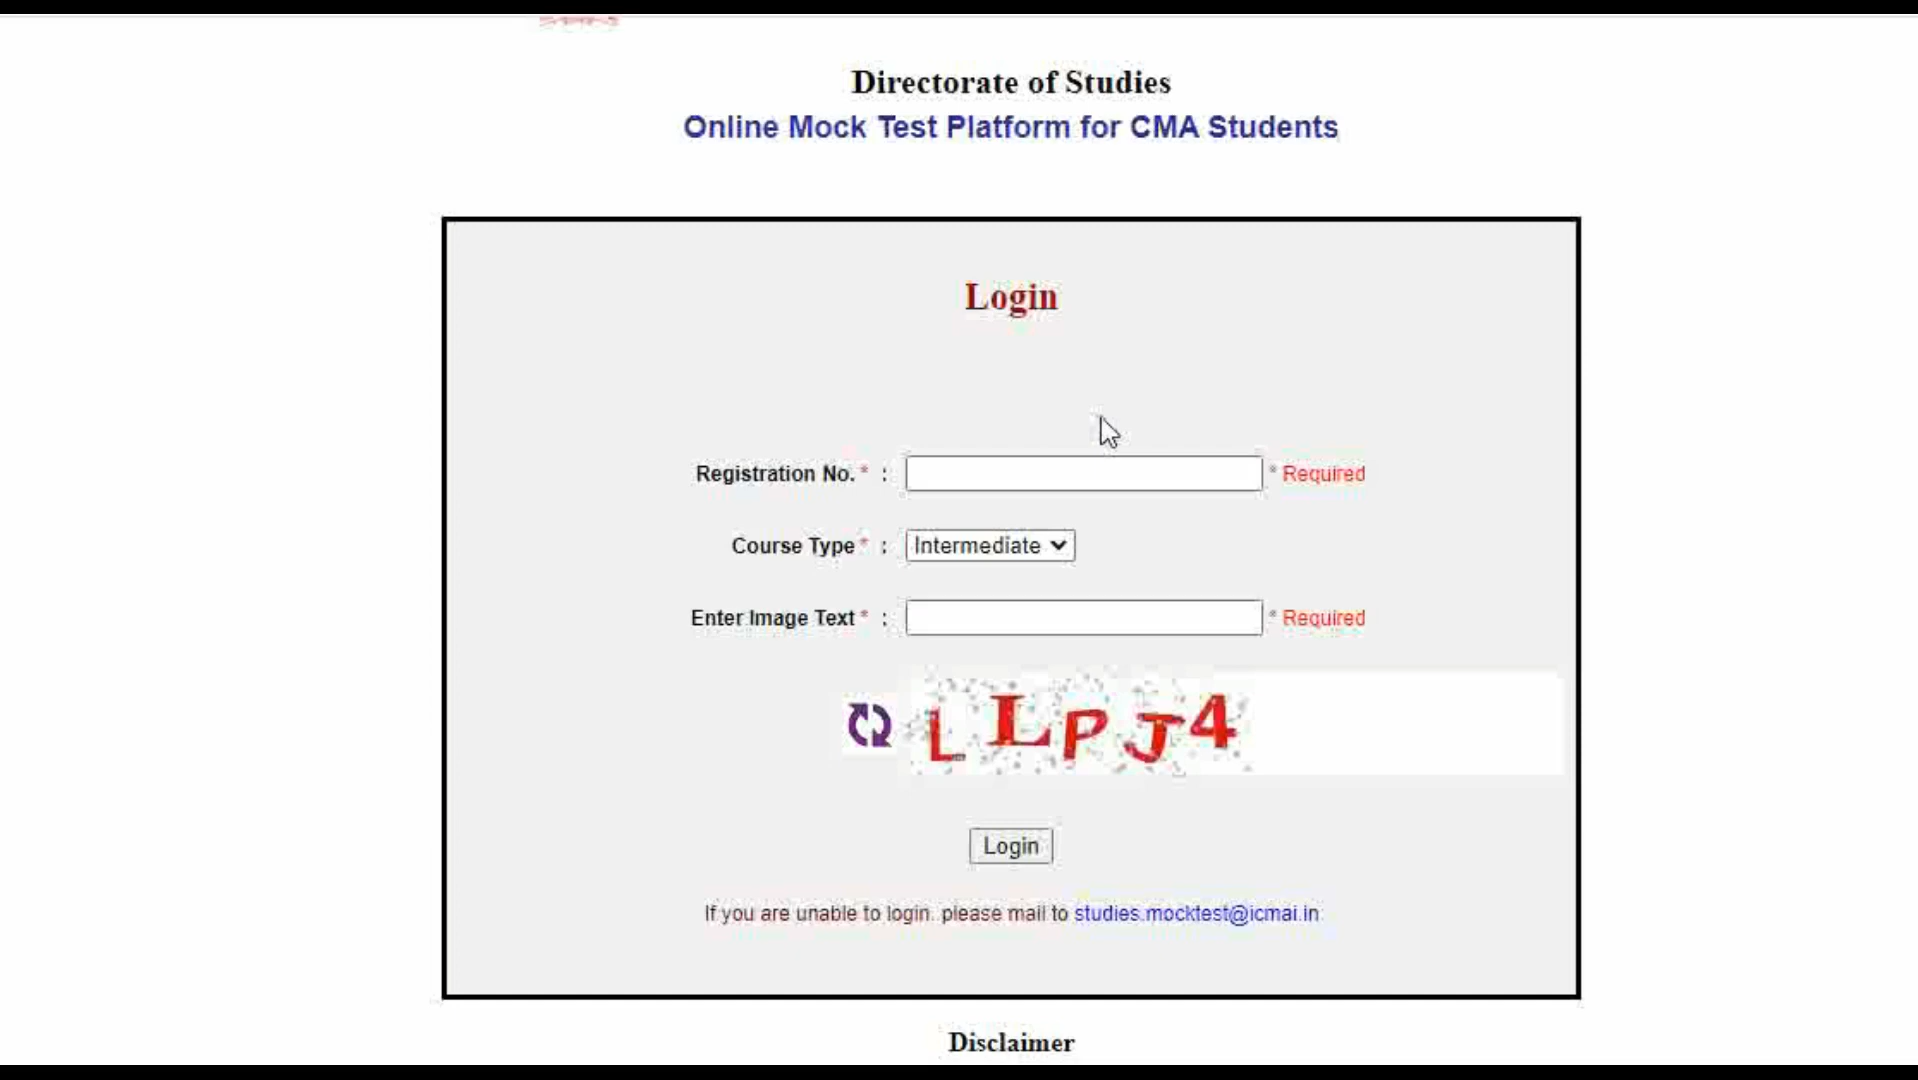 Directorate of Studies
Online Mock Test Platform for CMA Students
Login
Registration No. * : * Required
Course Type * : Intermediate
Enter Image Text * : * Required
L L P J 4
Login
If you are unable to login. please mail to studies.mocktest@icmai.in
Disclaimer